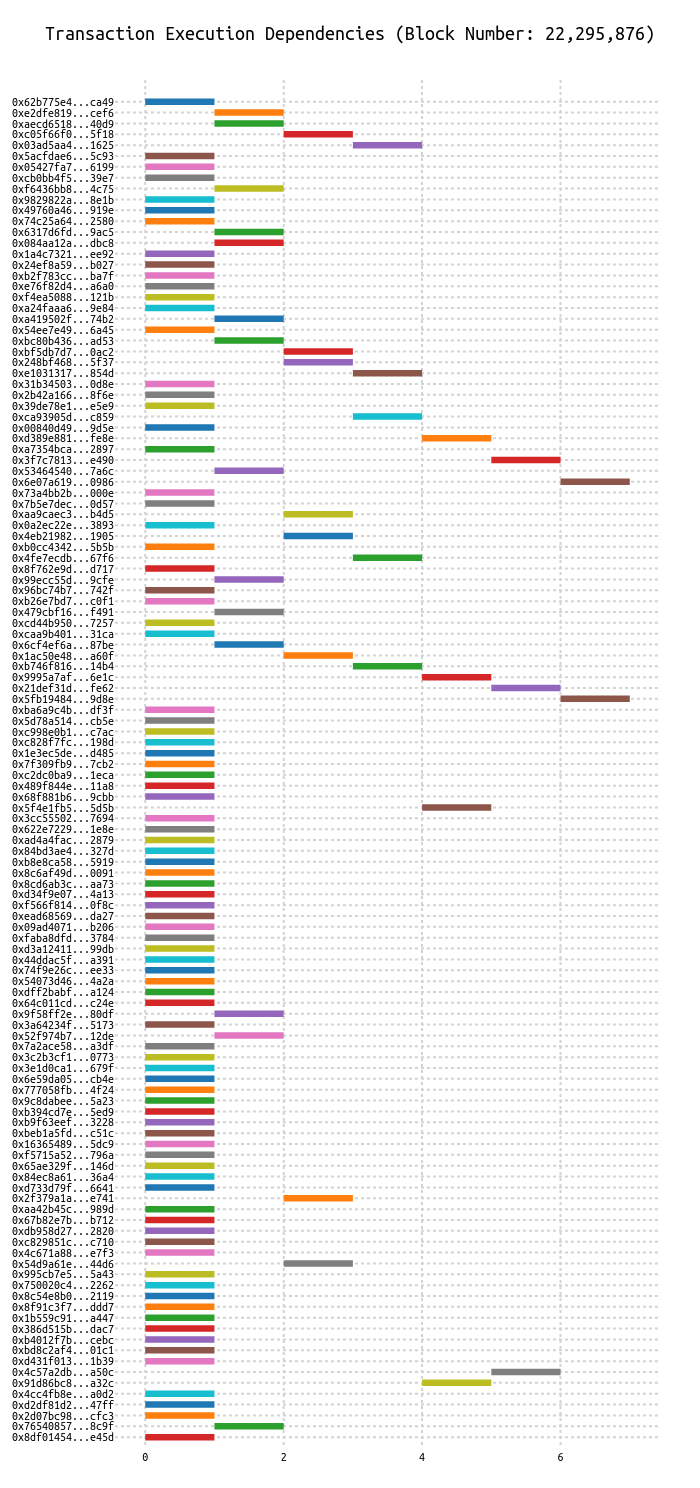 Transaction Execution Dependencies (Block Number: 22,295,876)
0x62b775e4...ca49
0xe2dfe819...cef6
0xaecd6518...40d9
0xc05f66f0...5f18
0x03ad5aa4...1625
0x5acfdae6...5c93
0x05427fa7...6199
0xcb0bb4f5...39e7
0xf6436bb8...4c75
0x9829822a...8e1b
0x49760a46...919e
0x74c25a64...2580
0x6317d6fd...9ac5
0x084aa12a...dbc8
0x1a4c7321...ee92
0x24ef8a59...b027
0xb2f783cc...ba7f
0xe76f82d4...a6a0
0xf4ea5088...121b
0xa24faaa6...9e84
0xa419502f...74b2
0x54ee7e49...6a45
0xbc80b436...ad53
0xbf5db7d7...0ac2
0x248bf468...5f37
0xe1031317...854d
0x31b34503...0d8e
0x2b42a166...8f6e
0x39de78e1...e5e9
0xca93905d...c859
0x00840d49...9d5e
0xd389e881...fe8e
0xa7354bca...2897
0x3f7c7813...e490
0x53464540...7a6c
0x6e07a619...0986
0x73a4bb2b...000e
0x7b5e7dec...0d57
0xaa9caec3...b4d5
0x0a2ec22e...3893
0x4eb21982...1905
0xb0cc4342...5b5b
0x4fe7ecdb...67f6
0x8f762e9d...d717
0x99ecc55d...9cfe
0x96bc74b7...742f
0xb26e7bd7...c0f1
0x479cbf16...f491
0xcd44b950...7257
0xcaa9b401...31ca
0x6cf4ef6a...87be
0x1ac50e48...a60f
0xb746f816...14b4
0x9995a7af...6e1c
0x21def31d...fe62
0x5fb19484...9d8e
0xba6a9c4b...df3f
0x5d78a514...cb5e
0xc998e0b1...c7ac
0xc828f7fc...198d
0x1e3ec5de...d485
0x7f309fb9...7cb2
0xc2dc0ba9...1eca
0x489f844e...11a8
0x68f881b6...9cbb
0x5f4e1fb5...5d5b
0x3cc55502...7694
0x622e7229...1e8e
0xad4a4fac...2879
0x84bd3ae4...327d
0xb8e8ca58...5919
0x8c6af49d...0091
0x8cd6ab3c...aa73
0xd34f9e07...4a13
0xf566f814...0f8c
0xead68569...da27
0x09ad4071...b206
0xfaba8dfd...3784
0xd3a12411...99db
0x44ddac5f...a391
0x74f9e26c...ee33
0x54073d46...4a2a
0xdff2babf...a124
0x64c011cd...c24e
0x9f58ff2e...80df
0x3a64234f...5173
0x52f974b7...12de
0x7a2ace58...a3df
0x3c2b3cf1...0773
0x3e1d0ca1...679f
0x6e59da05...cb4e
0x777058fb...4f24
0x9c8dabee...5a23
0xb394cd7e...5ed9
0xb9f63eef...3228
0xbeb1a5fd...c51c
0x16365489...5dc9
0xf5715a52...796a
0x65ae329f...146d
0x84ec8a61...36a4
0xd733d79f...6641
0x2f379a1a...e741
0xaa42b45c...989d
0x67b82e7b...b712
0xdb958d27...2820
0xc829851c...c710
0x4c671a88...e7f3
0x54d9a61e...44d6
0x995cb7e5...5a43
0x750020c4...2262
0x8c54e8b0...2119
0x8f91c3f7...ddd7
0x1b559c91...a447
0x386d515b...dac7
0xb4012f7b...cebc
0xbd8c2af4...01c1
0xd431f013...1b39
0x4c57a2db...a50c
0x91d86bc8...a32c
0x4cc4fb8e...a0d2
0xd2df81d2...47ff
0x2d07bc98...cfc3
0x76540857...8c9f
0x8df01454...e45d
0 2 4 6